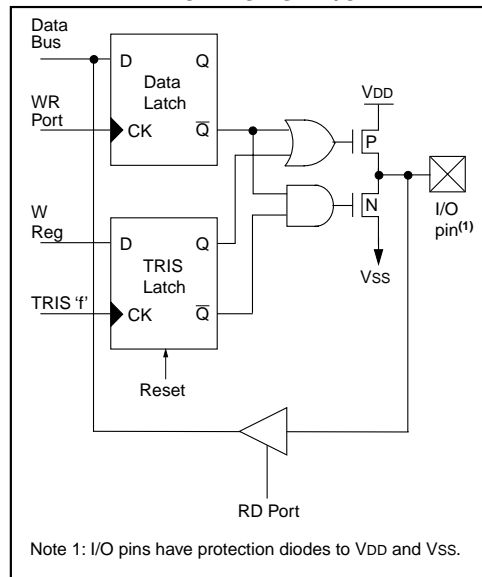 Data
Bus
D
Q
Data
Latch
WR
Port
CK
Q
VDD
P
N
I/O
pin(1)
VSS
W
Reg
D
Q
TRIS
Latch
TRIS 'f'
CK
Q
Reset
RD Port
Note 1: I/O pins have protection diodes to VDD and VSS.